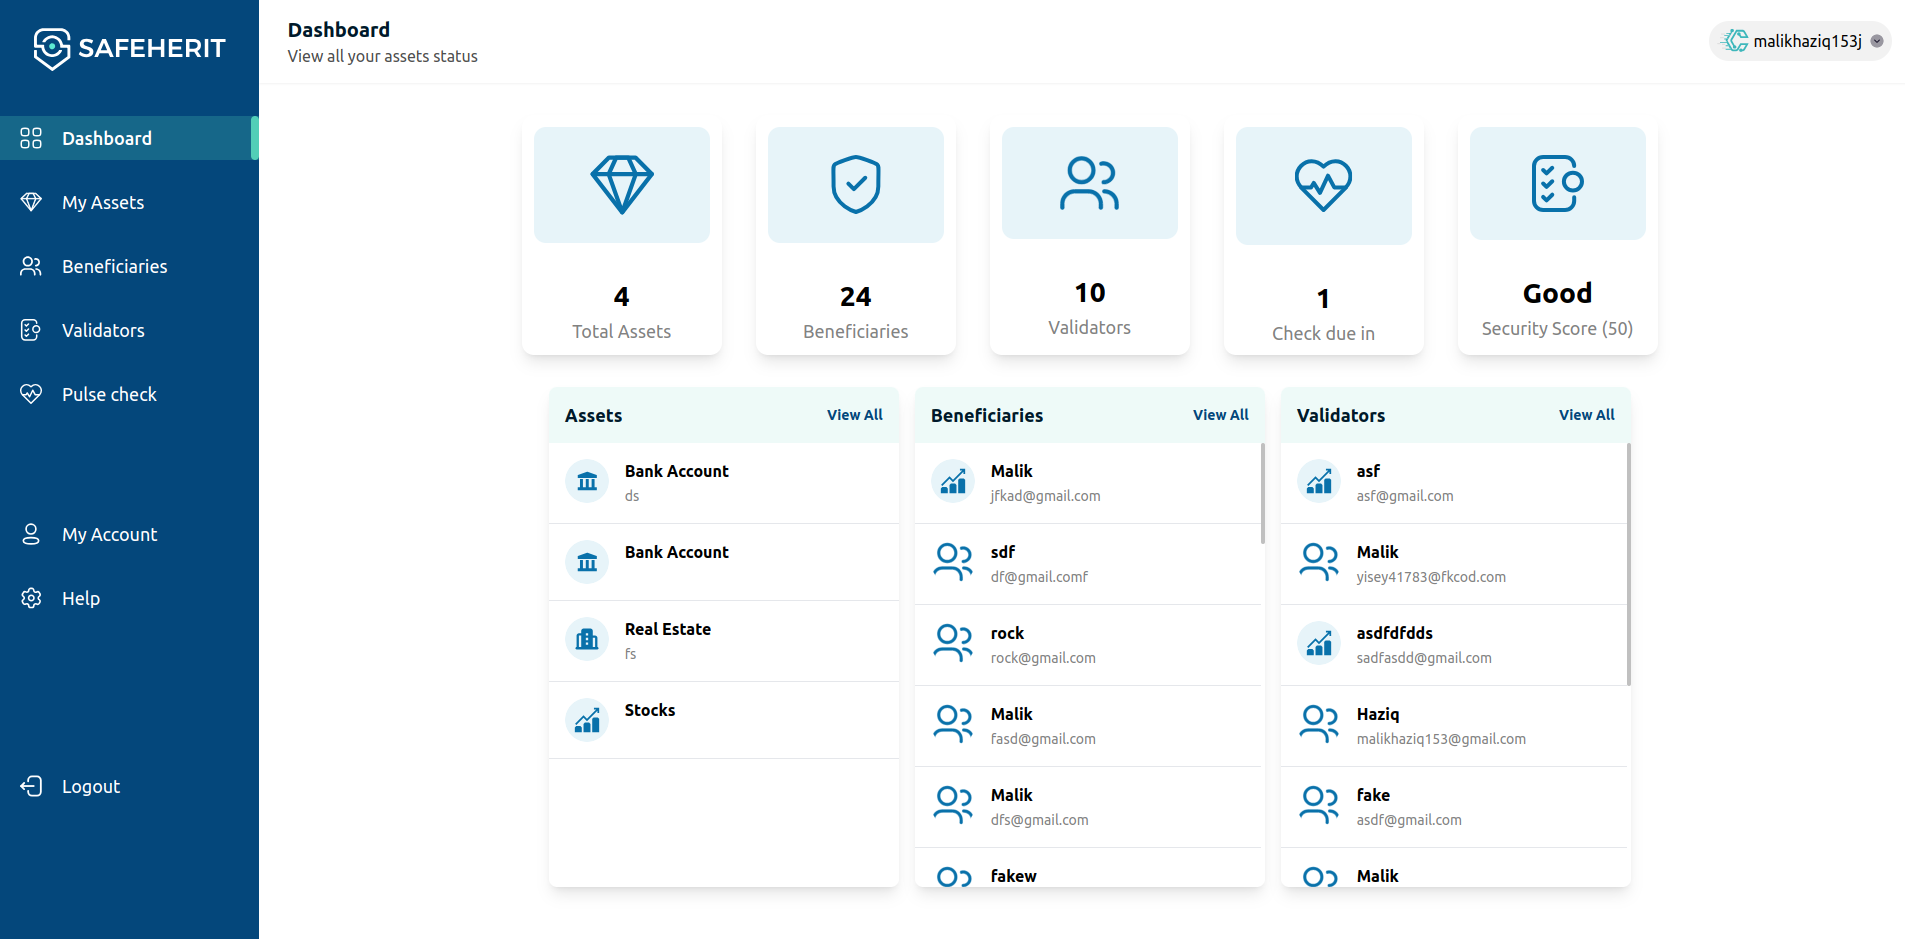 SAFEHERIT
Dashboard
My Assets
Beneficiaries
Validators
Pulse check
My Account
Help
Logout
Dashboard
View all your assets status
malikhaziq153j
4
Total Assets
24
Beneficiaries
10
Validators
1
Check due in
Good
Security Score (50)
Assets View All
Bank Account
ds
Bank Account
Real Estate
fs
Stocks
Beneficiaries View All
Malik
jfkad@gmail.com
sdf
df@gmail.comf
rock
rock@gmail.com
Malik
fasd@gmail.com
Malik
dfs@gmail.com
fakew
Validators View All
asf
asf@gmail.com
Malik
yisey41783@fkcod.com
asdfdfdds
sadfasdd@gmail.com
Haziq
malikhaziq153@gmail.com
fake
asdf@gmail.com
Malik